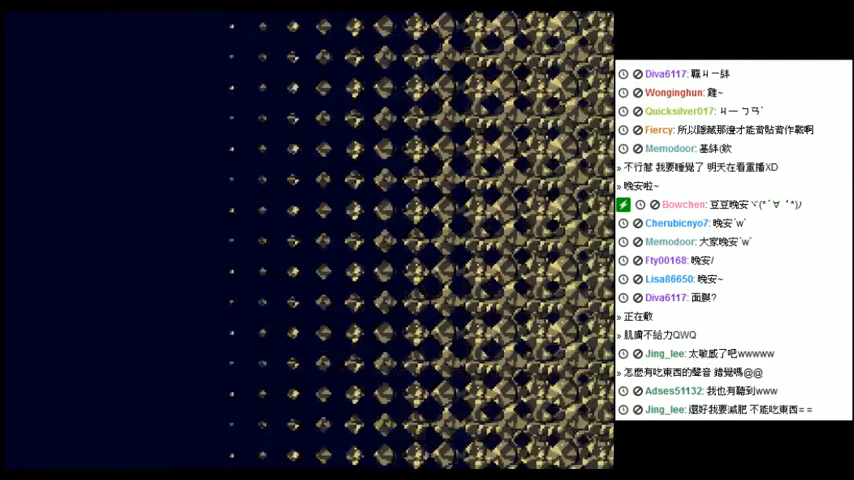 Diva6117: 羈ㄐㄧ絆
Wonginghun: 雞~
Quicksilver017: ㄐㄧ ㄅㄢˋ
Fiercy: 所以隱藏那邊才能背貼背作戰啊
Memodoor: 基絆(欸
» 不行惹 我要睡覺了 明天在看重播XD
» 晚安啦~
Bowchen: 豆豆晚安ヾ(*´∀｀*)ﾉ
Cherubicnyo7: 晚安'w'
Memodoor: 大家晚安'w'
Fty00168: 晚安/
Lisa86650: 晚安~
Diva6117: 面膜?
» 正在敷
» 肌膚不給力QWQ
Jing_lee: 太敏感了吧wwwww
» 怎麼有吃東西的聲音 錯覺嗎@@
Adses51132: 我也有聽到www
Jing_lee: 還好我要減肥 不能吃東西= =